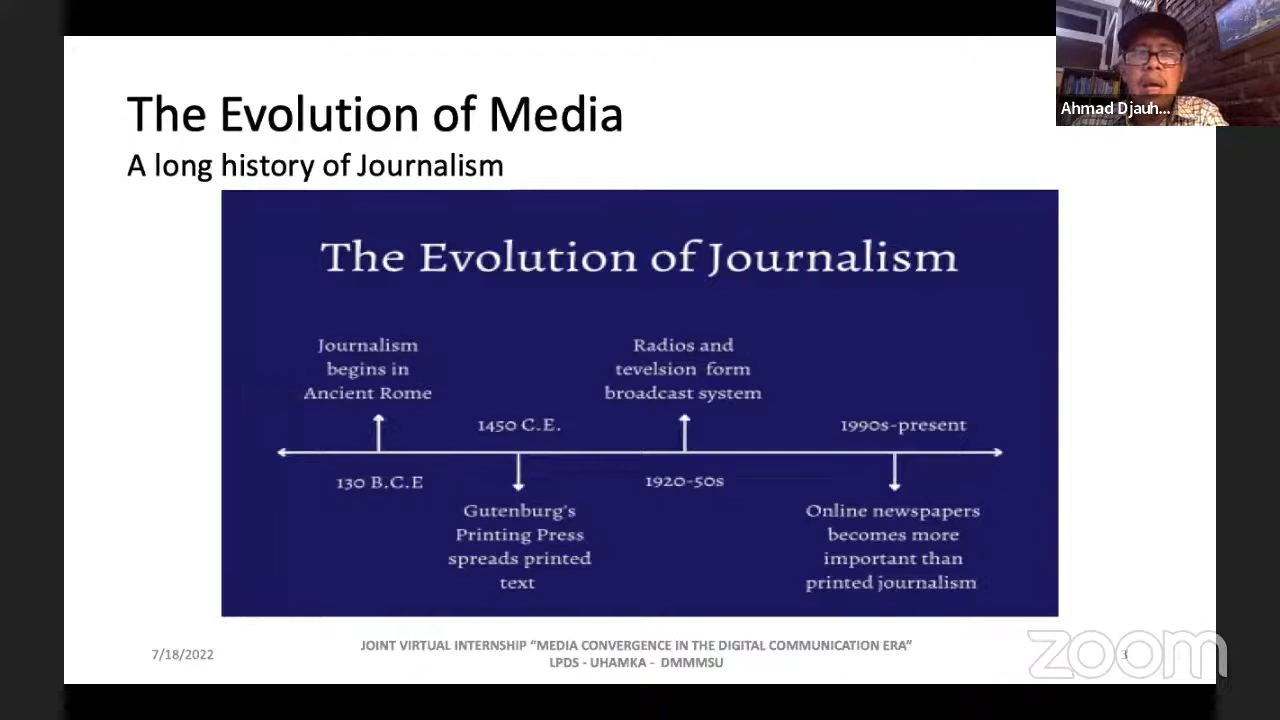 The Evolution of Media
A long history of Journalism
Ahmad Djauh...
The Evolution of Journalism
Journalism
begins in
Ancient Rome
Radios and
tevelsion form
broadcast system
1450 C.E.
1990s-present
130 B.C.E
1920-50s
Gutenburg's
Printing Press
spreads printed
text
Online newspapers
becomes more
important than
printed journalism
7/18/2022
JOINT VIRTUAL INTERNSHIP "MEDIA CONVERGENCE IN THE DIGITAL COMMUNICATION ERA"
LPDS - UHAMKA - DMMMSU
3
zoom